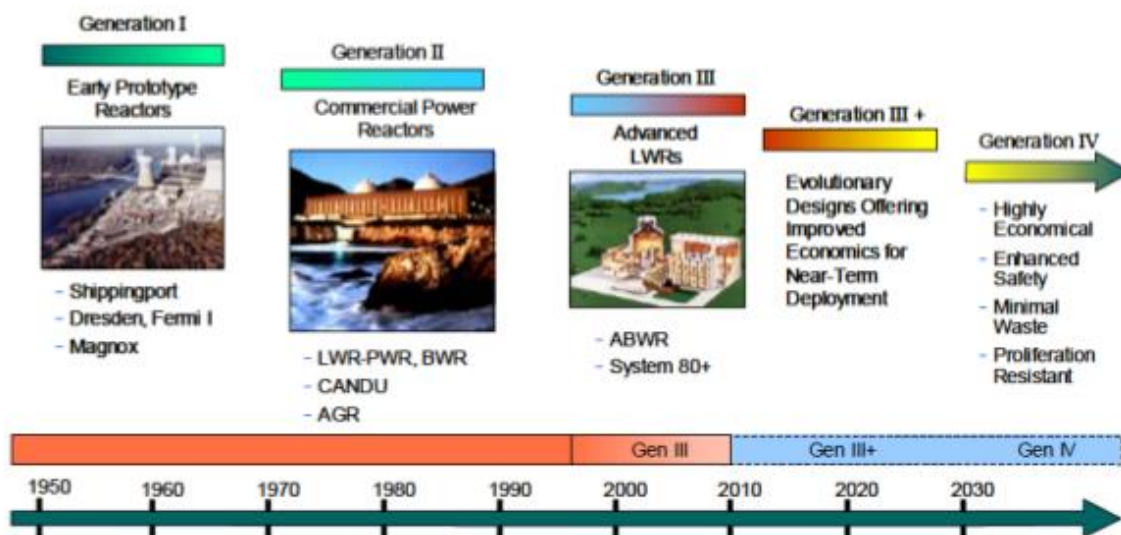 Generation I
Early Prototype
Reactors
- Shippingport
- Dresden, Fermi I
- Magnox
Generation II
Commercial Power
Reactors
- LWR-PWR, BWR
- CANDU
- AGR
Generation III
Advanced
LWRs
- ABWR
- System 80+
Generation III +
Evolutionary
Designs Offering
Improved
Economics for
Near-Term
Deployment
Generation IV
- Highly
Economical
- Enhanced
Safety
- Minimal
Waste
- Proliferation
Resistant
Gen III
Gen III+
Gen IV
1950
1960
1970
1980
1990
2000
2010
2020
2030